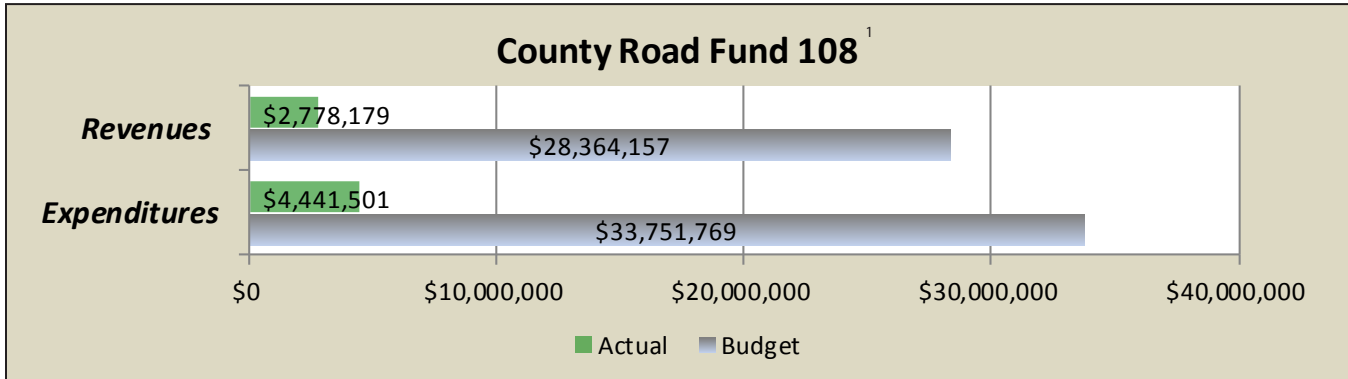 County Road Fund 108 1
Revenues
$2,778,179
$28,364,157
Expenditures
$4,441,501
$33,751,769
$0 $10,000,000 $20,000,000 $30,000,000 $40,000,000
Actual Budget